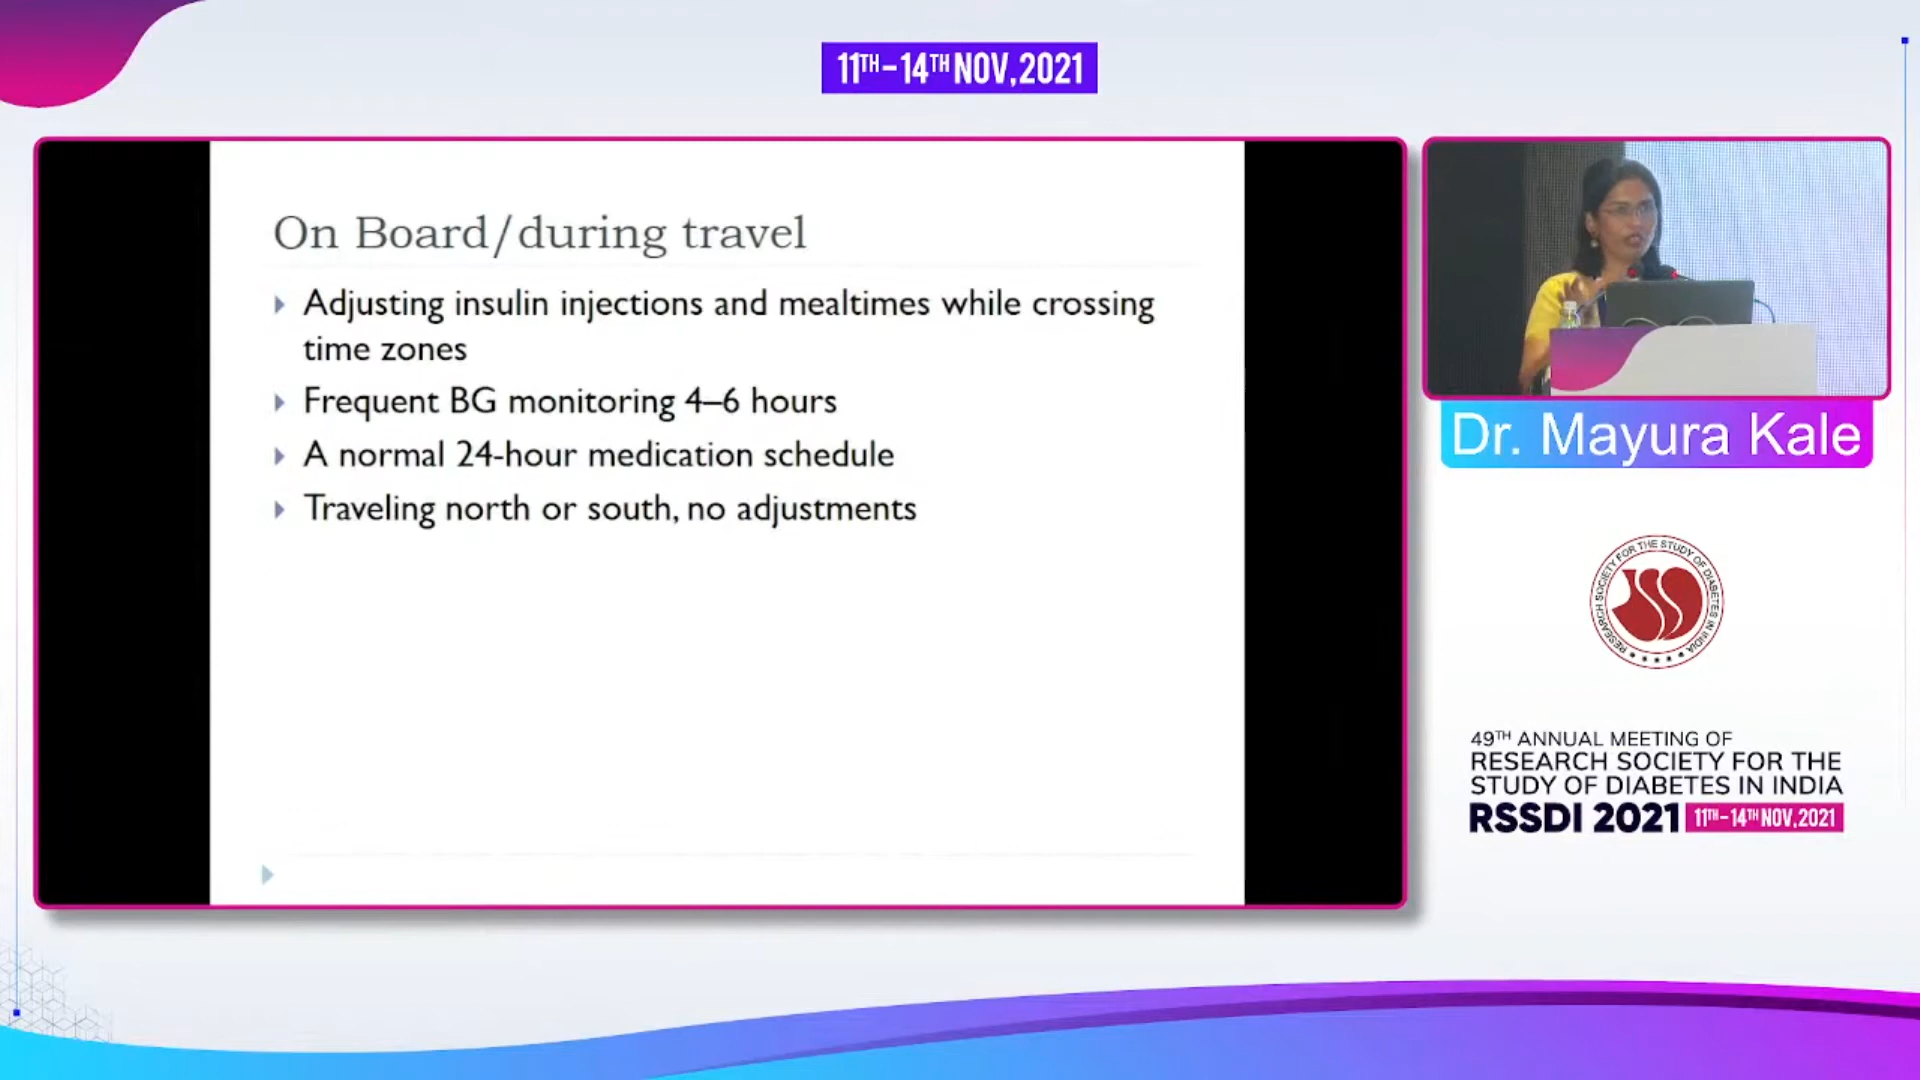 11TH-14TH NOV, 2021
On Board/during travel
Adjusting insulin injections and mealtimes while crossing
time zones
Frequent BG monitoring 4–6 hours
A normal 24-hour medication schedule
Traveling north or south, no adjustments
Dr. Mayura Kale
RESEARCH SOCIETY FOR THE STUDY OF DIABETES IN INDIA
49TH ANNUAL MEETING OF
RESEARCH SOCIETY FOR THE
STUDY OF DIABETES IN INDIA
RSSDI 2021 11TH-14TH NOV, 2021